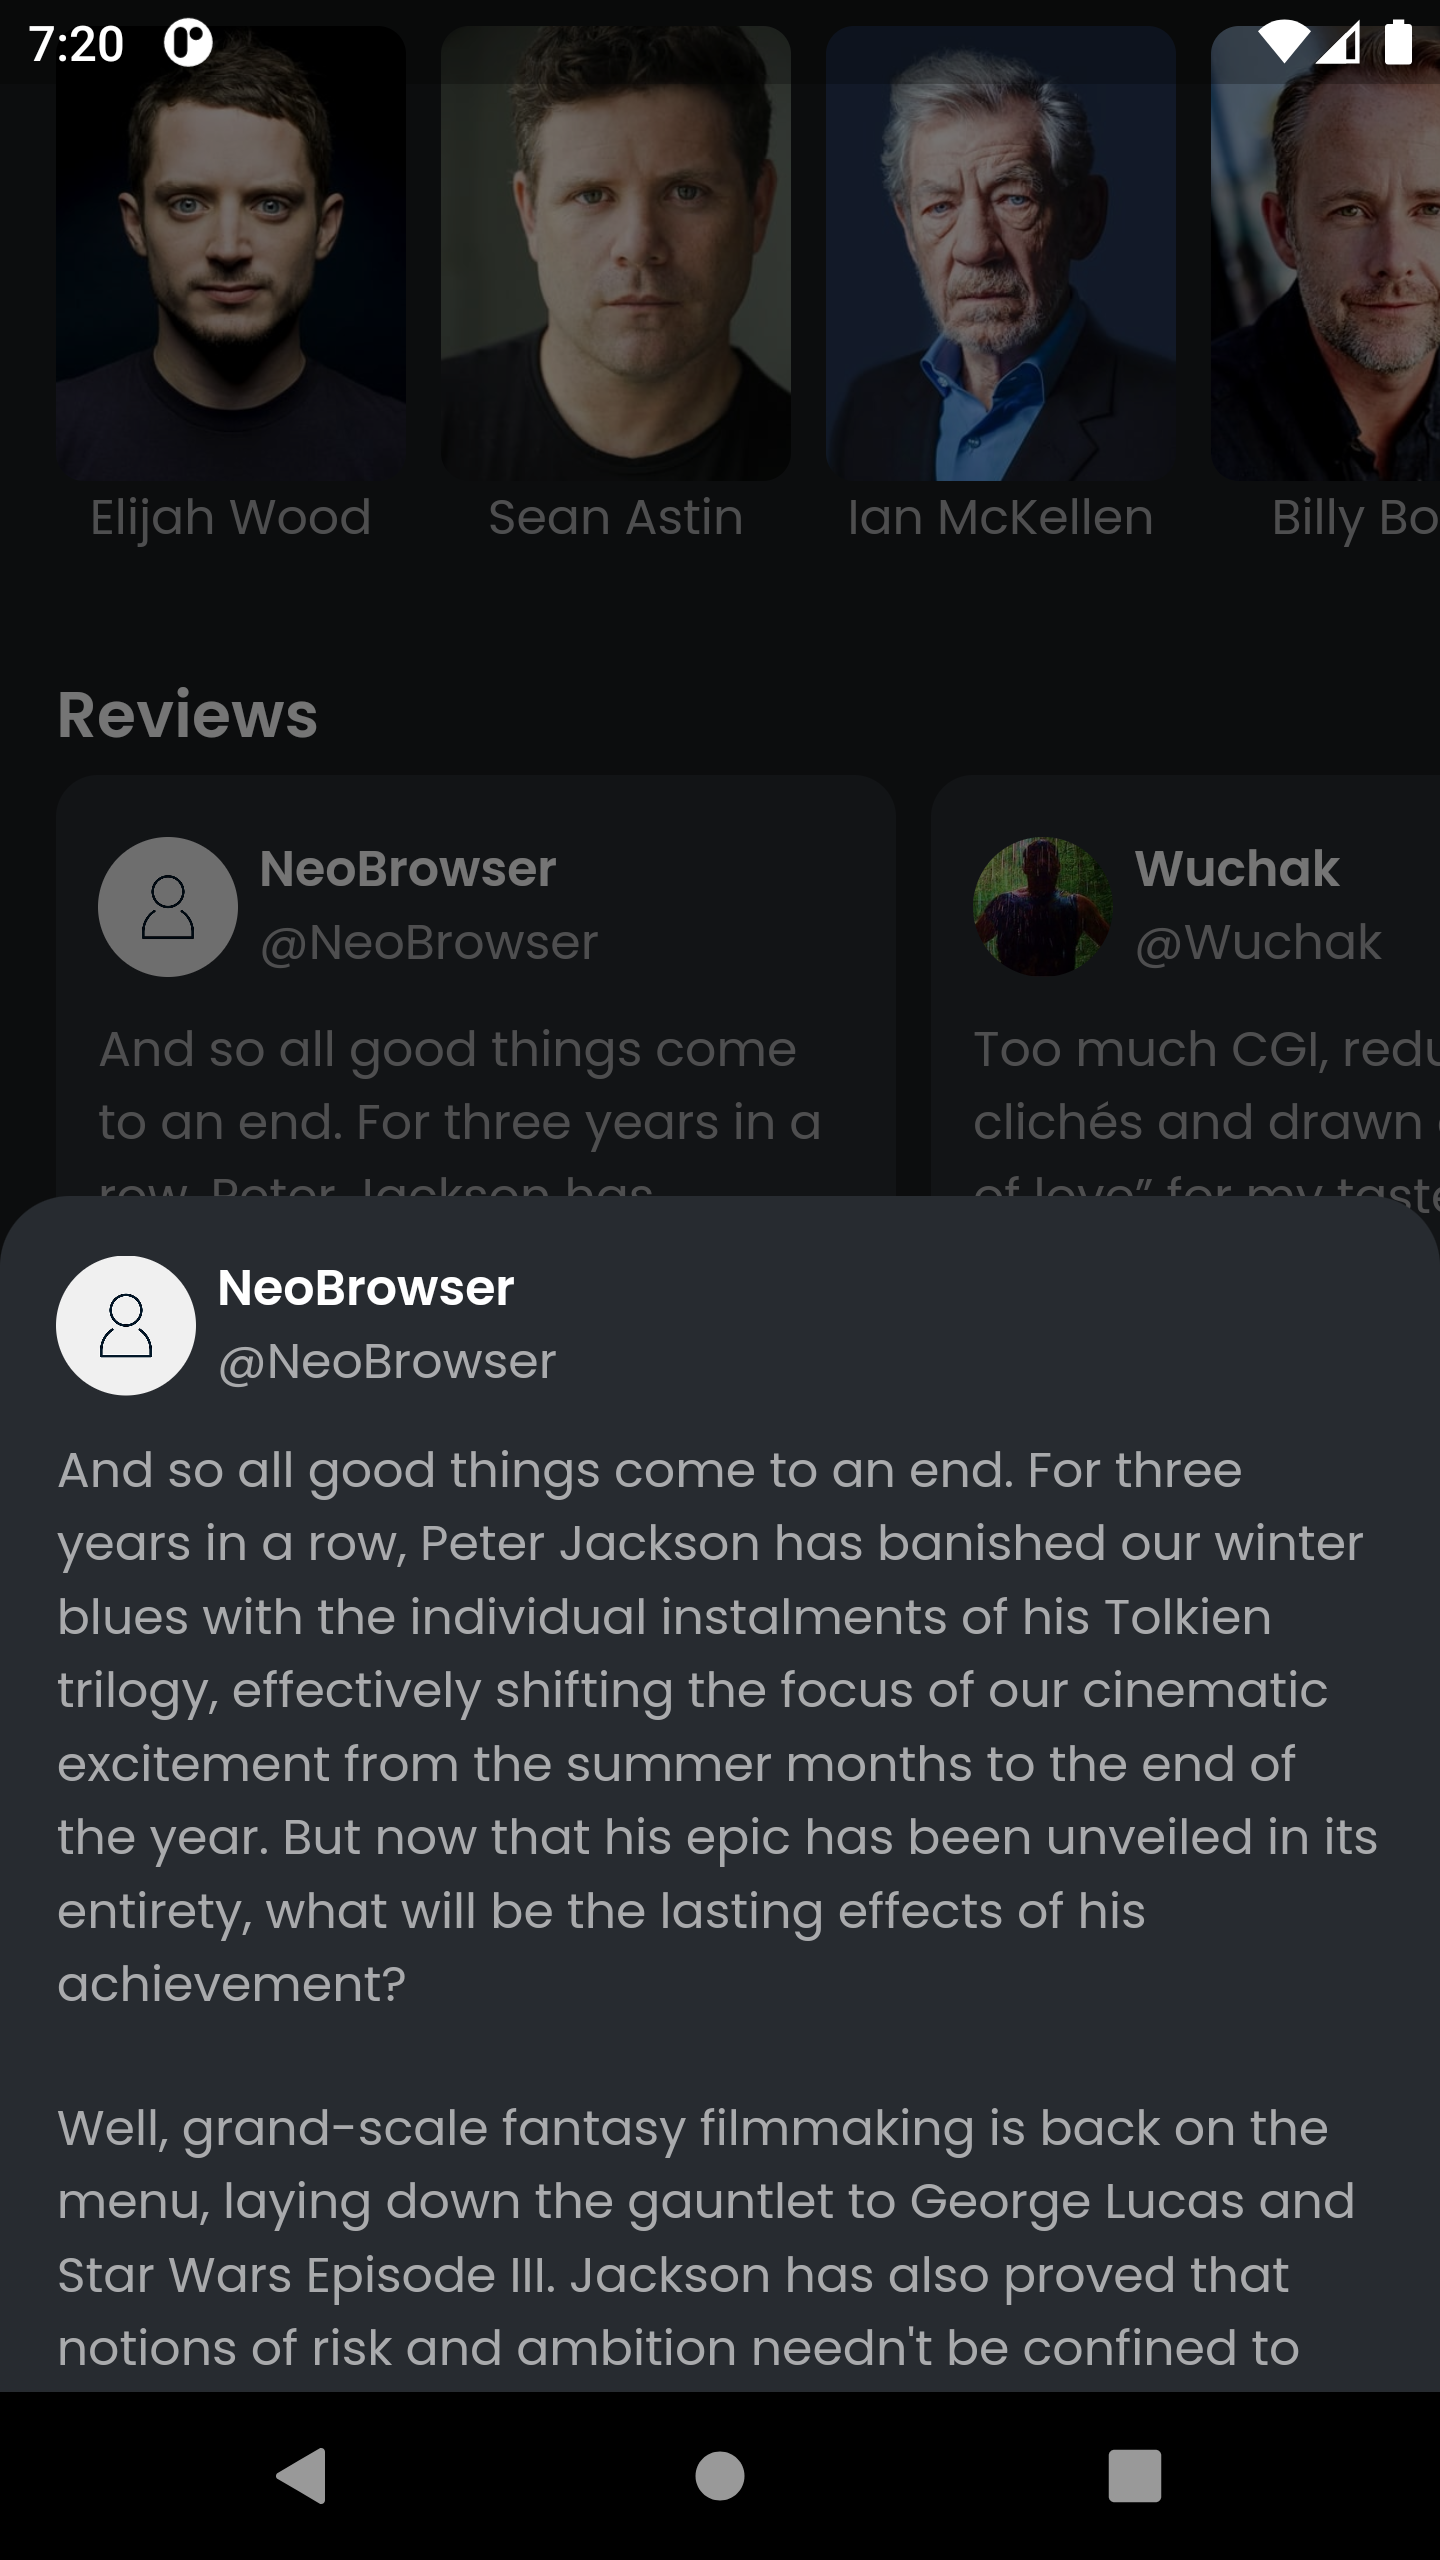 7:20
Elijah Wood
Sean Astin
Ian McKellen
Billy Bo
Reviews
NeoBrowser
@NeoBrowser
And so all good things come
to an end. For three years in a
row, Peter Jackson has
Wuchak
@Wuchak
Too much CGI, redu
clichés and drawn
of love” for my taste
NeoBrowser
@NeoBrowser
And so all good things come to an end. For three
years in a row, Peter Jackson has banished our winter
blues with the individual instalments of his Tolkien
trilogy, effectively shifting the focus of our cinematic
excitement from the summer months to the end of
the year. But now that his epic has been unveiled in its
entirety, what will be the lasting effects of his
achievement?
Well, grand-scale fantasy filmmaking is back on the
menu, laying down the gauntlet to George Lucas and
Star Wars Episode III. Jackson has also proved that
notions of risk and ambition needn't be confined to